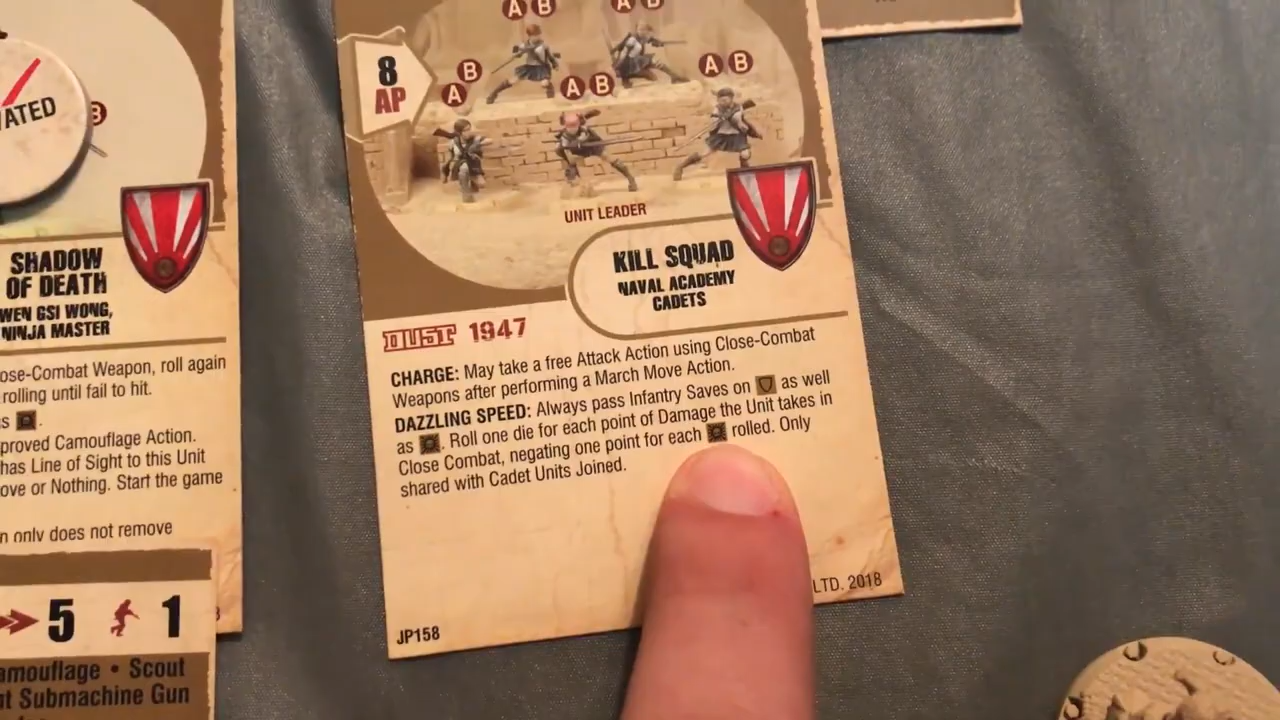 VATED
B
SHADOW
OF DEATH
WEN GSI WONG,
NINJA MASTER
ose-Combat Weapon, roll again
rolling until fail to hit.
s
proved Camouflage Action.
has Line of Sight to this Unit
ove or Nothing. Start the game
n only does not remove
5 1
amouflage • Scout
nt Submachine Gun
A B
A B
8
AP
B
A
A B
A B
UNIT LEADER
KILL SQUAD
NAVAL ACADEMY
CADETS
DUST 1947
CHARGE: May take a free Attack Action using Close-Combat
Weapons after performing a March Move Action.
DAZZLING SPEED: Always pass Infantry Saves on as well
as . Roll one die for each point of Damage the Unit takes in
Close Combat, negating one point for each rolled. Only
shared with Cadet Units Joined.
LTD. 2018
JP158